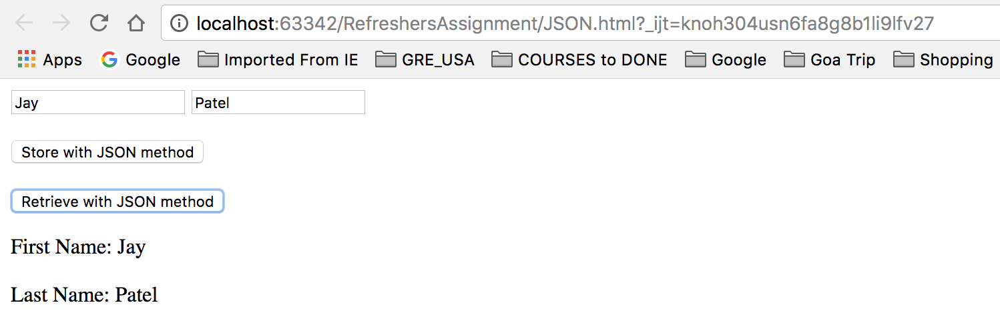 localhost:63342/RefreshersAssignment/JSON.html?_ijt=knoh304usn6fa8g8b1li9lfv27
Apps Google Imported From IE GRE_USA COURSES to DONE Google Goa Trip Shopping
Jay Patel
Store with JSON method
Retrieve with JSON method
First Name: Jay
Last Name: Patel